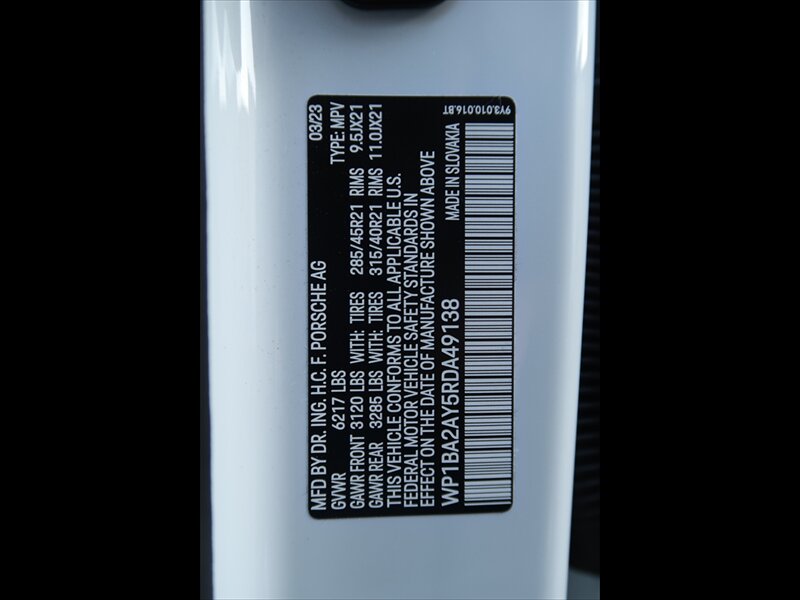 MFD BY DR. ING. H.C. F. PORSCHE AG 03/23
GVWR 6217 LBS TYPE: MPV
GAWR FRONT 3120 LBS WITH: TIRES 285/45R21 RIMS 9.5JX21
GAWR REAR 3285 LBS WITH: TIRES 315/40R21 RIMS 11.0JX21
THIS VEHICLE CONFORMS TO ALL APPLICABLE U.S.
FEDERAL MOTOR VEHICLE SAFETY STANDARDS IN
EFFECT ON THE DATE OF MANUFACTURE SHOWN ABOVE
WP1BA2AY5RDA49138 MADE IN SLOVAKIA
9Y3.010.016.BT